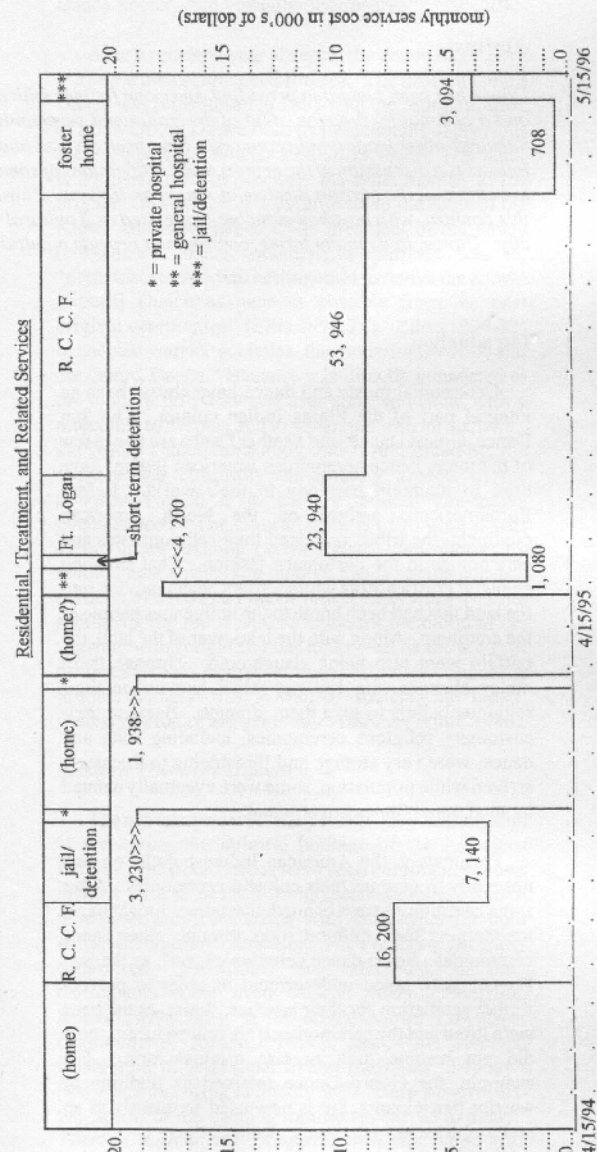 Residential, Treatment, and Related Services
(home)
R. C. C. F.
jail/
detention
*
(home)
*
(home?)
**
Ft. Logan
R. C. C. F.
foster
home
***
short-term detention
* = private hospital
** = general hospital
*** =jail/detention
20
15
10
5
0
20
15
10
5
0
(monthly service cost in 000's of dollars)
16, 200
7, 140
3, 230>>>
1, 938>>>
<<<4, 200
1, 080
23, 940
53, 946
708
3, 094
4/15/94
4/15/95
5/15/96